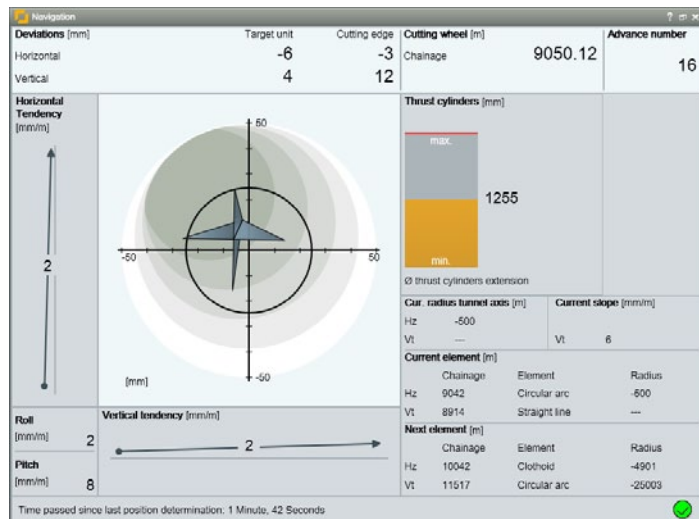 Navigation
Deviations [mm] Target unit Cutting edge
Horizontal -6 -3
Vertical 4 12
Cutting wheel [m]
Chainage 9050.12
Advance number
16
Horizontal
Tendency
[mm/m]
2
50
-50 50
-50
[mm]
Thrust cylinders [mm]
max.
1255
min.
Ø thrust cylinders extension
Cur. radius tunnel axis [m] Current slope [mm/m]
Hz -500
Vt --- Vt 6
Current element [m]
Chainage Element Radius
Hz 9042 Circular arc -600
Vt 8914 Straight line ---
Next element [m]
Chainage Element Radius
Hz 10042 Clothoid -4901
Vt 11517 Circular arc -25003
Roll
[mm/m] 2
Pitch
[mm/m] 8
Vertical tendency [mm/m]
2
Time passed since last position determination: 1 Minute, 42 Seconds